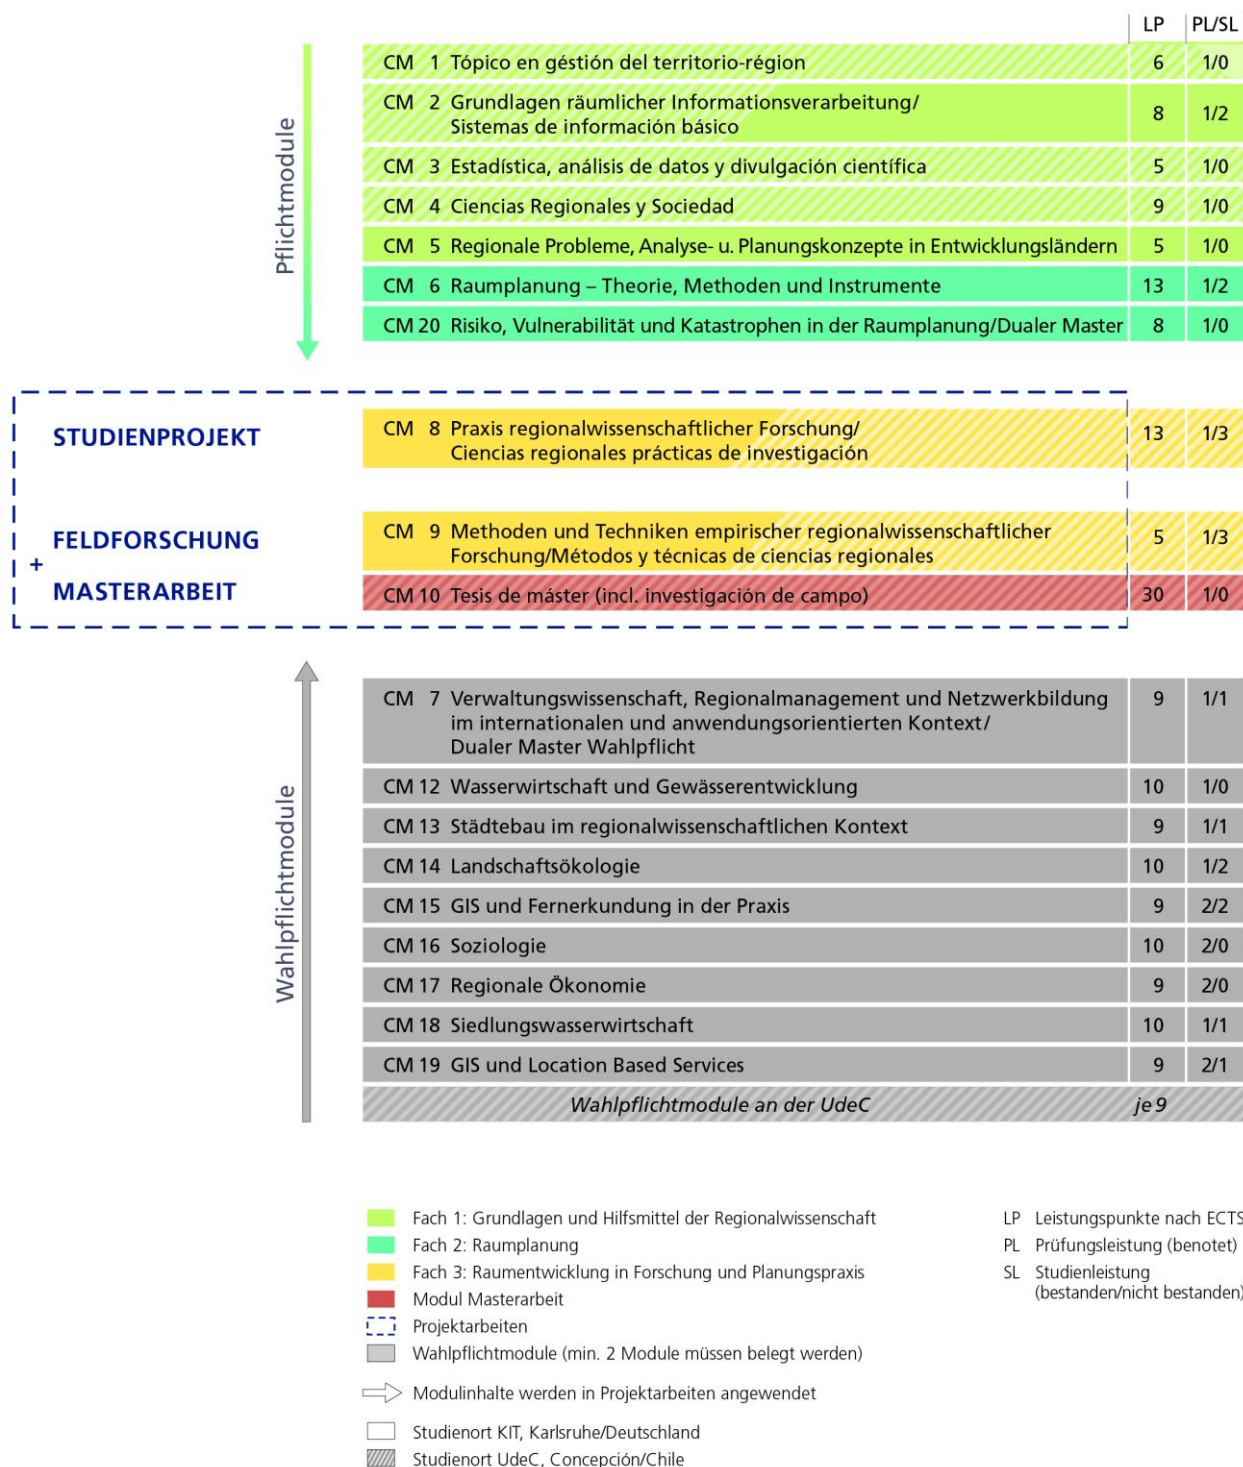 LP PL/SL
Pflichtmodule
CM 1 Tópico en géstión del territorio-région 6 1/0
CM 2 Grundlagen räumlicher Informationsverarbeitung/
Sistemas de información básico 8 1/2
CM 3 Estadística, análisis de datos y divulgación científica 5 1/0
CM 4 Ciencias Regionales y Sociedad 9 1/0
CM 5 Regionale Probleme, Analyse- u. Planungskonzepte in Entwicklungsländern 5 1/0
CM 6 Raumplanung – Theorie, Methoden und Instrumente 13 1/2
CM 20 Risiko, Vulnerabilität und Katastrophen in der Raumplanung/Dualer Master 8 1/0
STUDIENPROJEKT
CM 8 Praxis regionalwissenschaftlicher Forschung/
Ciencias regionales prácticas de investigación 13 1/3
FELDFORSCHUNG
+
MASTERARBEIT
CM 9 Methoden und Techniken empirischer regionalwissenschaftlicher
Forschung/Métodos y técnicas de ciencias regionales 5 1/3
CM 10 Tesis de máster (incl. investigación de campo) 30 1/0
Wahlpflichtmodule
CM 7 Verwaltungswissenschaft, Regionalmanagement und Netzwerkbildung 9 1/1
im internationalen und anwendungsorientierten Kontext/
Dualer Master Wahlpflicht
CM 12 Wasserwirtschaft und Gewässerentwicklung 10 1/0
CM 13 Städtebau im regionalwissenschaftlichen Kontext 9 1/1
CM 14 Landschaftsökologie 10 1/2
CM 15 GIS und Fernerkundung in der Praxis 9 2/2
CM 16 Soziologie 10 2/0
CM 17 Regionale Ökonomie 9 2/0
CM 18 Siedlungswasserwirtschaft 10 1/1
CM 19 GIS und Location Based Services 9 2/1
Wahlpflichtmodule an der UdeC je 9
Fach 1: Grundlagen und Hilfsmittel der Regionalwissenschaft
Fach 2: Raumplanung
Fach 3: Raumentwicklung in Forschung und Planungspraxis
Modul Masterarbeit
Projektarbeiten
Wahlpflichtmodule (min. 2 Module müssen belegt werden)
Modulinhalte werden in Projektarbeiten angewendet
Studienort KIT, Karlsruhe/Deutschland
Studienort UdeC, Concepción/Chile
LP Leistungspunkte nach ECTS
PL Prüfungsleistung (benotet)
SL Studienleistung
(bestanden/nicht bestanden)